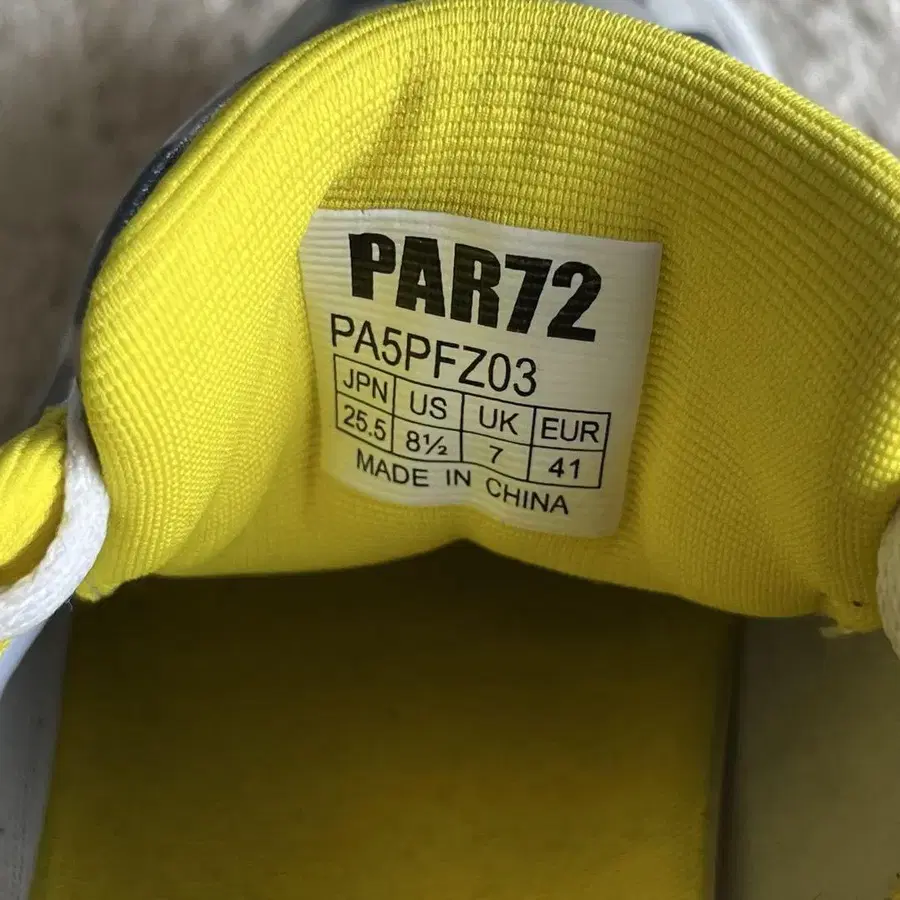 PAR72
PA5PFZ03
JPN US UK EUR
25.5 8½ 7 41
MADE IN CHINA